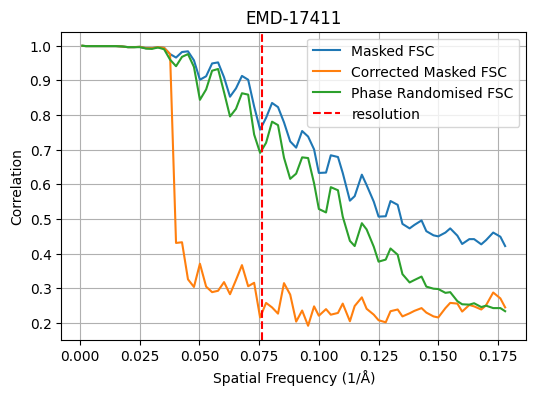 EMD-17411
Masked FSC
Corrected Masked FSC
Phase Randomised FSC
resolution
Correlation
1.0
0.9
0.8
0.7
0.6
0.5
0.4
0.3
0.2
0.000 0.025 0.050 0.075 0.100 0.125 0.150 0.175
Spatial Frequency (1/Å)